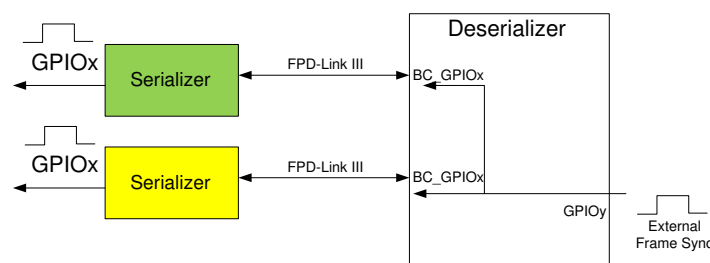 Deserializer
GPIOx
Serializer
FPD-Link III
BC_GPIOx
GPIOx
Serializer
FPD-Link III
BC_GPIOx
GPIOy
External
Frame Sync